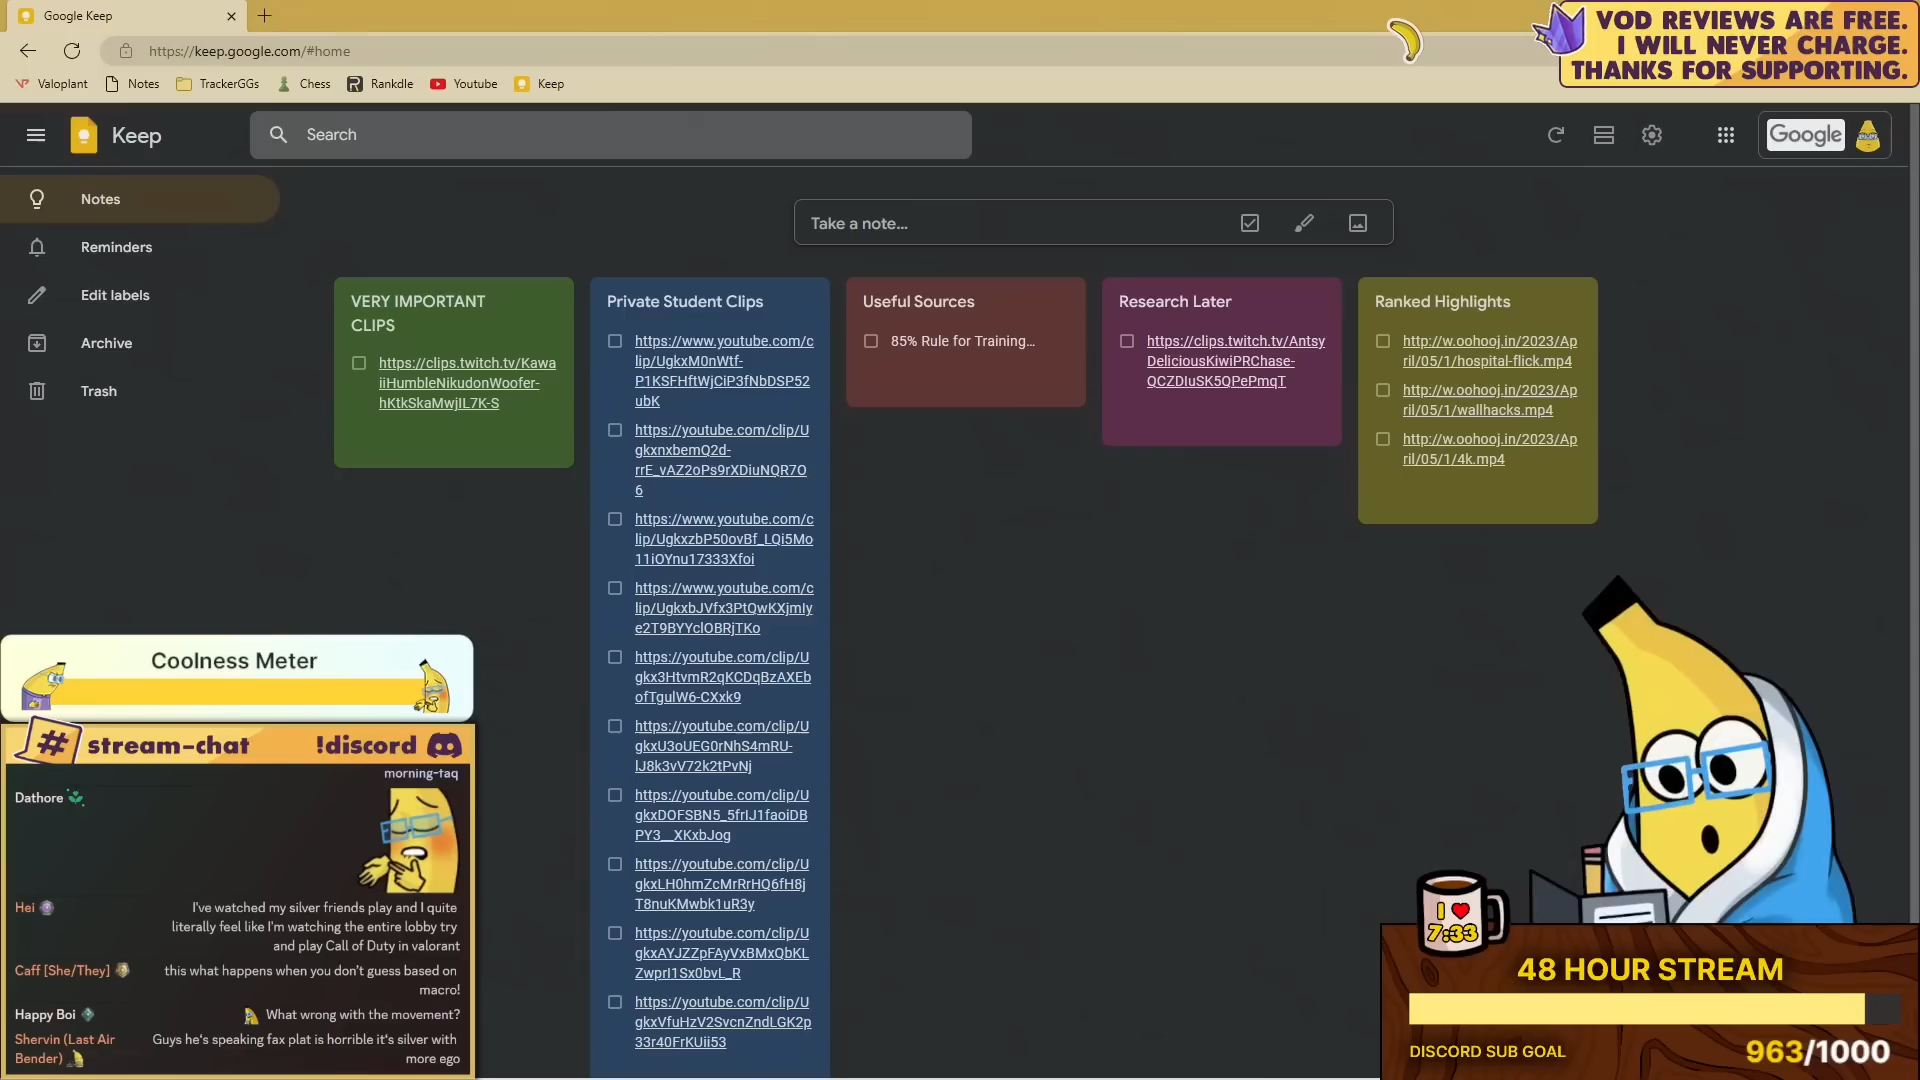 Google Keep
https://keep.google.com/#home
VOD REVIEWS ARE FREE.
I WILL NEVER CHARGE.
THANKS FOR SUPPORTING.
Valoplant
Notes
TrackerGGs
Chess
Rankdle
Youtube
Keep
Keep
Search
Google
Notes
Reminders
Edit labels
Archive
Trash
Take a note...
VERY IMPORTANT
CLIPS
https://clips.twitch.tv/Kawa
iiHumbleNikudonWoofer-
hKtkSkaMwjIL7K-S
Private Student Clips
https://www.youtube.com/c
lip/UgkxM0nWtf-
P1KSFHftWjCiP3fNbDSP52
ubK
https://youtube.com/clip/U
gkxnxbemQ2d-
rrE_vAZ2oPs9rXDiuNQR7O
6
https://www.youtube.com/c
lip/UgkxzbP50ovBf_LQi5Mo
11iOYnu17333Xfoi
https://www.youtube.com/c
lip/UgkxbJVfx3PtQwKXjmIy
e2T9BYYclOBRjTKo
https://youtube.com/clip/U
gkx3HtvmR2qKCDqBzAXEb
ofTgulW6-CXxk9
https://youtube.com/clip/U
gkxU3oUEG0rNhS4mRU-
lJ8k3vV72k2tPvNj
https://youtube.com/clip/U
gkxDOFSBN5_5frIJ1faoiDB
PY3__XKxbJog
https://youtube.com/clip/U
gkxLH0hmZcMrRrHQ6fH8j
T8nuKMwbk1uR3y
https://youtube.com/clip/U
gkxAYJZZpFAyVxBMxQbKL
ZwprI1Sx0bvL_R
https://youtube.com/clip/U
gkxVfuHzV2SvcnZndLGK2p
33r40FrKUii53
Useful Sources
85% Rule for Training...
Research Later
https://clips.twitch.tv/Antsy
DeliciousKiwiPRChase-
QCZDIuSK5QPePmqT
Ranked Highlights
http://w.oohooj.in/2023/Ap
ril/05/1/hospital-flick.mp4
http://w.oohooj.in/2023/Ap
ril/05/1/wallhacks.mp4
http://w.oohooj.in/2023/Ap
ril/05/1/4k.mp4
Coolness Meter
# stream-chat !discord
morning-faq
Dathore
Hei I've watched my silver friends play and I quite
literally feel like I'm watching the entire lobby try
and play Call of Duty in valorant
Caff [She/They] this what happens when you don't guess based on
macro!
Happy Boi What wrong with the movement?
Shervin (Last Air Guys he's speaking fax plat is horrible it's silver with
Bender) more ego
I
7:33
48 HOUR STREAM
DISCORD SUB GOAL 963/1000